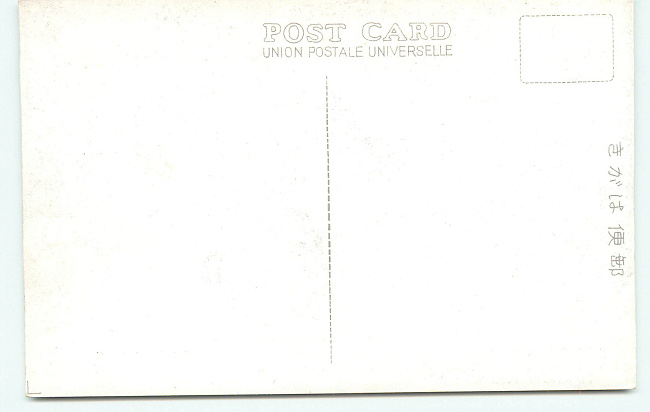 POST CARD
UNION POSTALE UNIVERSELLE
きがは便郵